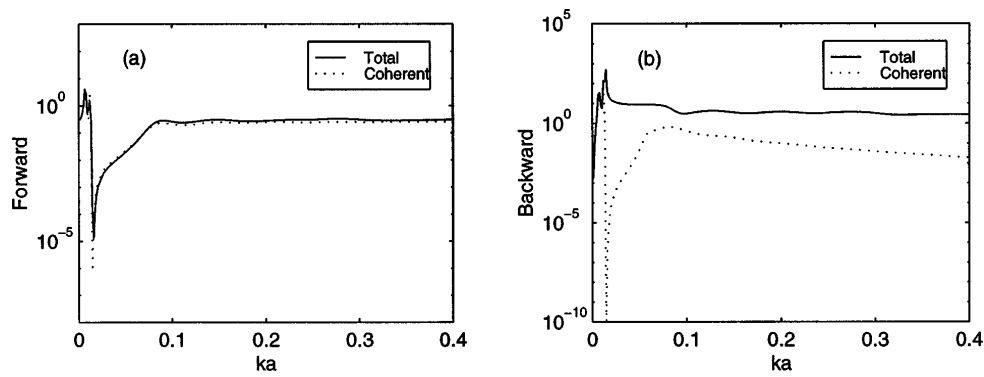 (a)
Total
Coherent
10^0
10^-5
Forward
0 0.1 0.2 0.3 0.4
ka
(b)
Total
Coherent
10^5
10^0
10^-5
10^-10
Backward
0 0.1 0.2 0.3 0.4
ka